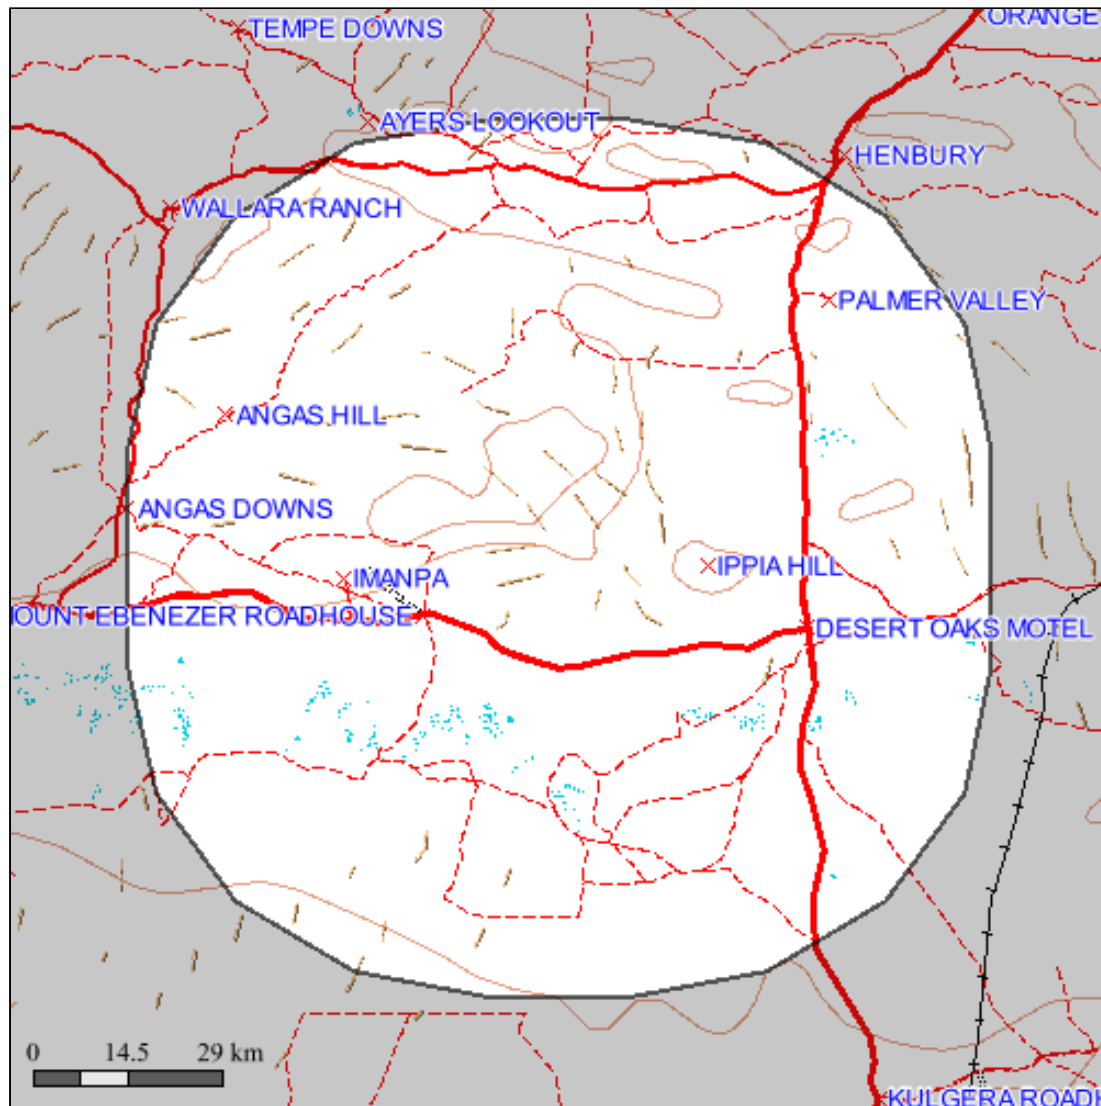 ORANGE
TEMPE DOWNS
AYERS LOOKOUT
HENBURY
WALLARA RANCH
PALMER VALLEY
ANGAS HILL
ANGAS DOWNS
IPPIA HILL
IMANPA
MOUNT EBENEZER ROADHOUSE
DESERT OAKS MOTEL
0 14.5 29 km
KULGERA ROADH